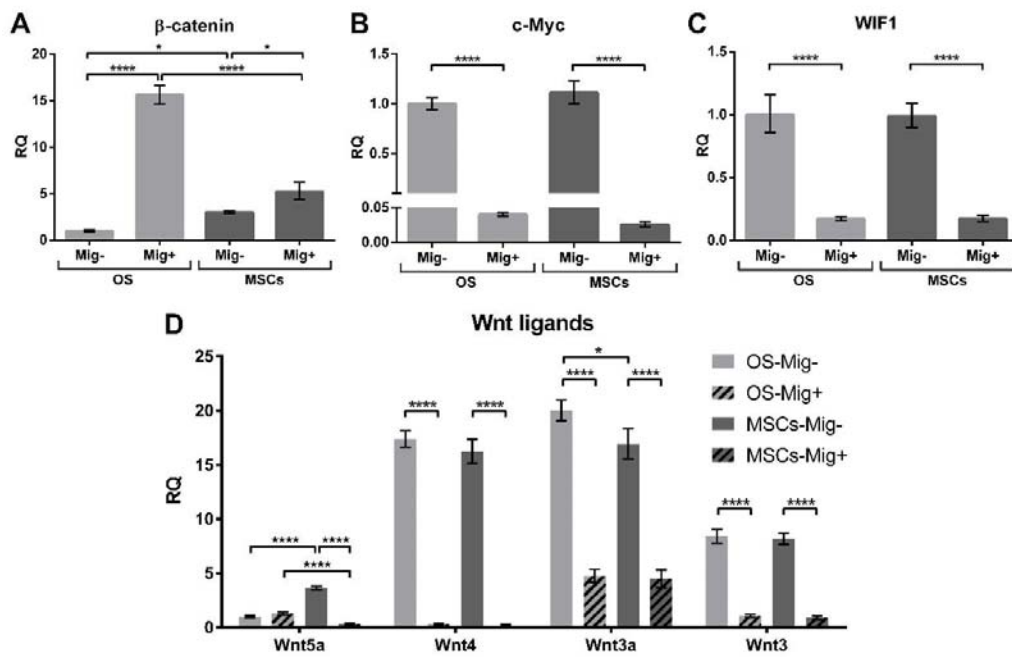 A
β-catenin
* *
**** ****
RQ
20
15
10
5
0
Mig- Mig+ Mig- Mig+
OS MSCs
B
c-Myc
**** ****
RQ
1.5
1.0
0.5
0.05
0.00
Mig- Mig+ Mig- Mig+
OS MSCs
C
WIF1
**** ****
RQ
1.5
1.0
0.5
0.0
Mig- Mig+ Mig- Mig+
OS MSCs
D
Wnt ligands
RQ
25
20
15
10
5
0
**** ****
****
**** ****
*
**** ****
**** ****
Wnt5a Wnt4 Wnt3a Wnt3
OS-Mig-
OS-Mig+
MSCs-Mig-
MSCs-Mig+